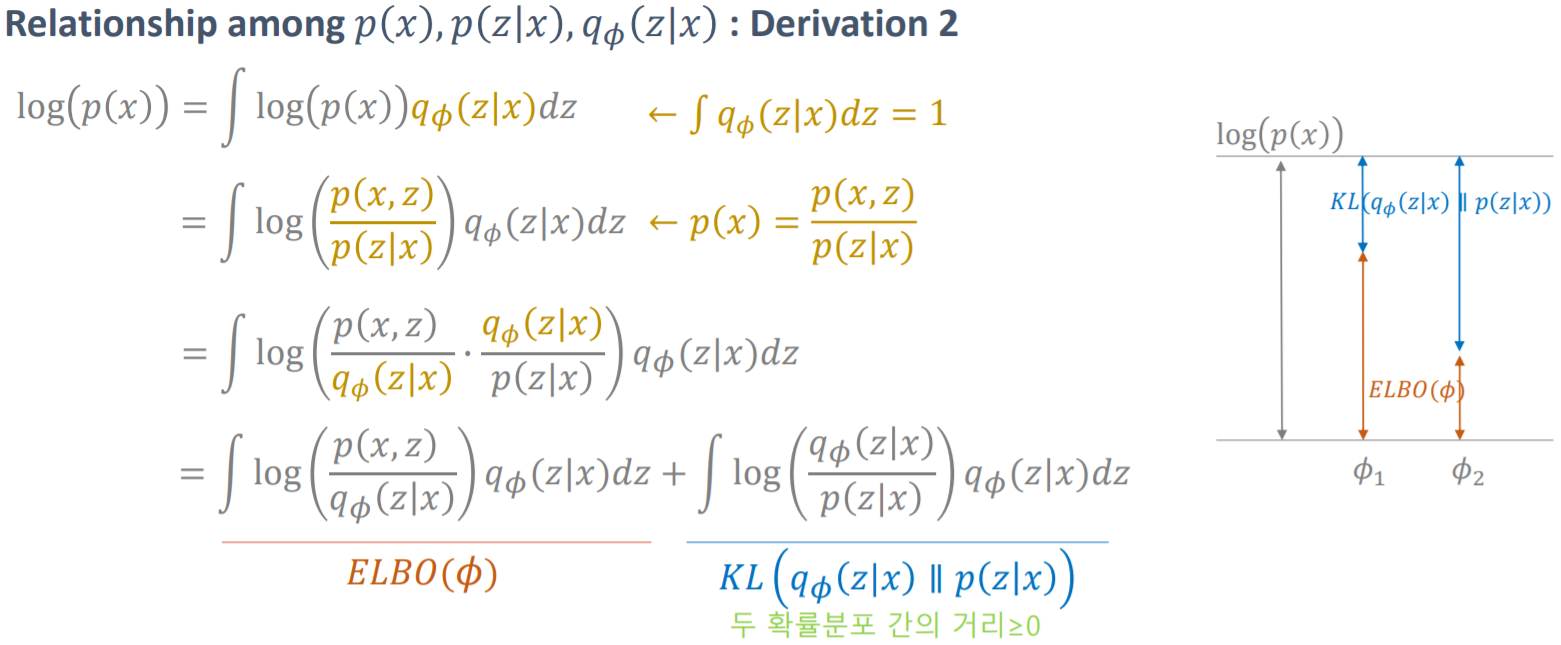 Relationship among p(x), p(z|x), q_ϕ(z|x) : Derivation 2
log(p(x)) = ∫ log(p(x)) q_ϕ(z|x)dz ← ∫ q_ϕ(z|x)dz = 1
= ∫ log(p(x, z) / p(z|x)) q_ϕ(z|x)dz ← p(x) = p(x, z) / p(z|x)
= ∫ log(p(x, z) / q_ϕ(z|x) · q_ϕ(z|x) / p(z|x)) q_ϕ(z|x)dz
= ∫ log(p(x, z) / q_ϕ(z|x)) q_ϕ(z|x)dz + ∫ log(q_ϕ(z|x) / p(z|x)) q_ϕ(z|x)dz
ELBO(ϕ)
KL(q_ϕ(z|x) ∥ p(z|x))
두 확률분포 간의 거리≥0
log(p(x))
KL(q_ϕ(z|x) ∥ p(z|x))
ELBO(ϕ)
ϕ₁ ϕ₂